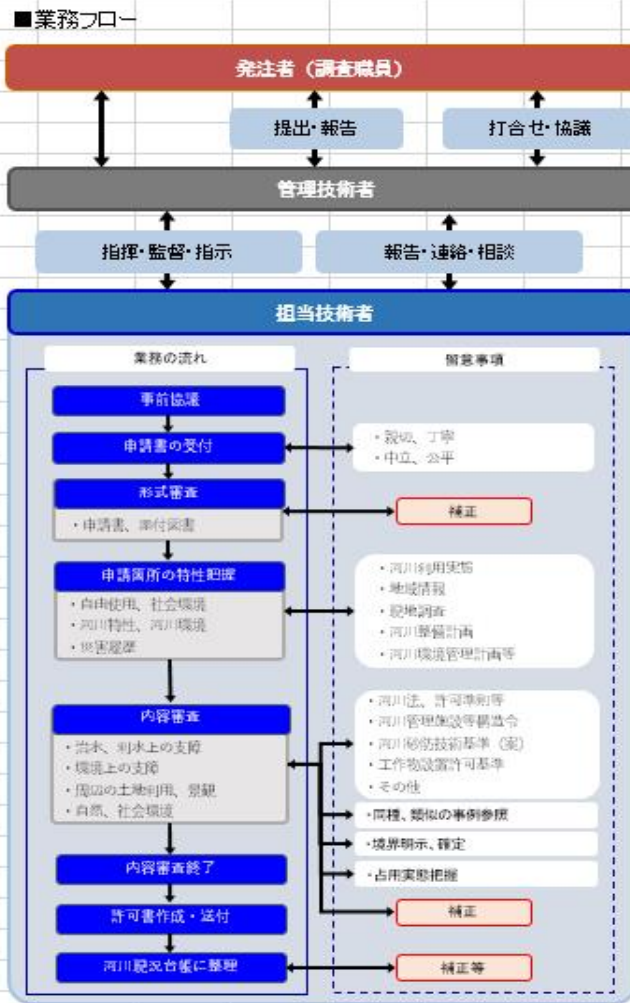 ■業務フロー
発注者（調査職員）
提出・報告
打合せ・協議
管理技術者
指揮・監督・指示
報告・連絡・相談
担当技術者
業務の流れ
留意事項
事前協議
申請書の受付
・親切、丁寧
・中立、公平
形式審査
・申請書、添付図書
補正
申請箇所の特性把握
・自由使用、社会環境
・河川特性、河川環境
・災害履歴
・河川利用実態
・地域情報
・現地調査
・河川整備計画
・河川環境管理計画等
内容審査
・治水、利水上の支障
・環境上の支障
・周辺の土地利用、景観
・自然、社会環境
・河川法、許可準則等
・河川管理施設等構造令
・河川砂防技術基準（案）
・工作物設置許可基準
・その他
・同種、類似の事例参照
・境界明示、確定
・占用実態把握
内容審査終了
補正
許可書作成・送付
河川現況台帳に整理
補正等